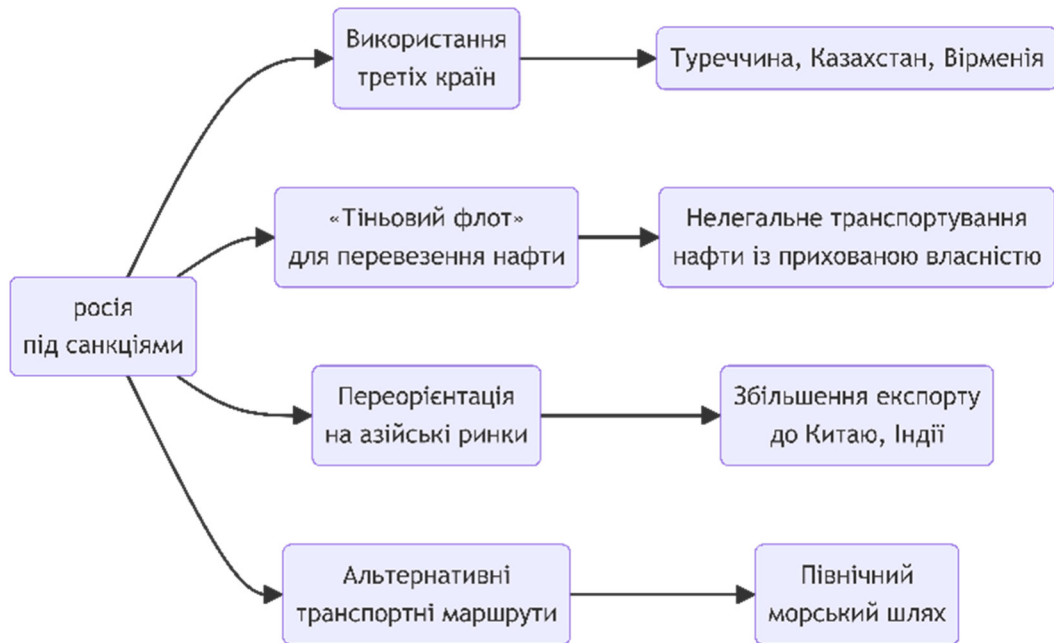 Використання
третіх країн
Туреччина, Казахстан, Вірменія
«Тіньовий флот»
для перевезення нафти
Нелегальне транспортування
нафти із прихованою власністю
росія
під санкціями
Переорієнтація
на азійські ринки
Збільшення експорту
до Китаю, Індії
Альтернативні
транспортні маршрути
Північний
морський шлях